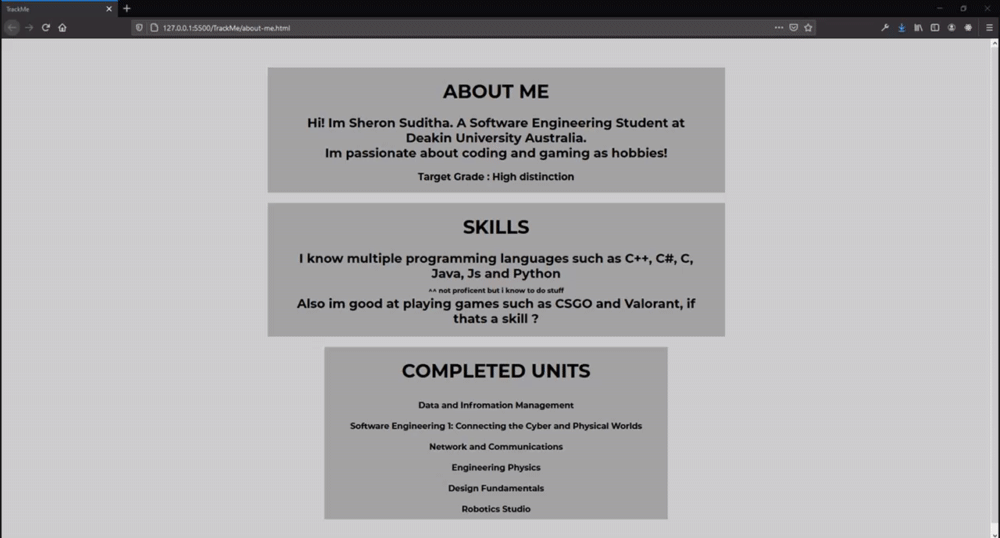 TrackMe
127.0.0.1:5500/TrackMe/about-me.html
ABOUT ME
Hi! Im Sheron Suditha. A Software Engineering Student at
Deakin University Australia.
Im passionate about coding and gaming as hobbies!
Target Grade : High distinction
SKILLS
I know multiple programming languages such as C++, C#, C,
Java, Js and Python
^^ not proficent but i know to do stuff
Also im good at playing games such as CSGO and Valorant, if
thats a skill ?
COMPLETED UNITS
Data and Infromation Management
Software Engineering 1: Connecting the Cyber and Physical Worlds
Network and Communications
Engineering Physics
Design Fundamentals
Robotics Studio